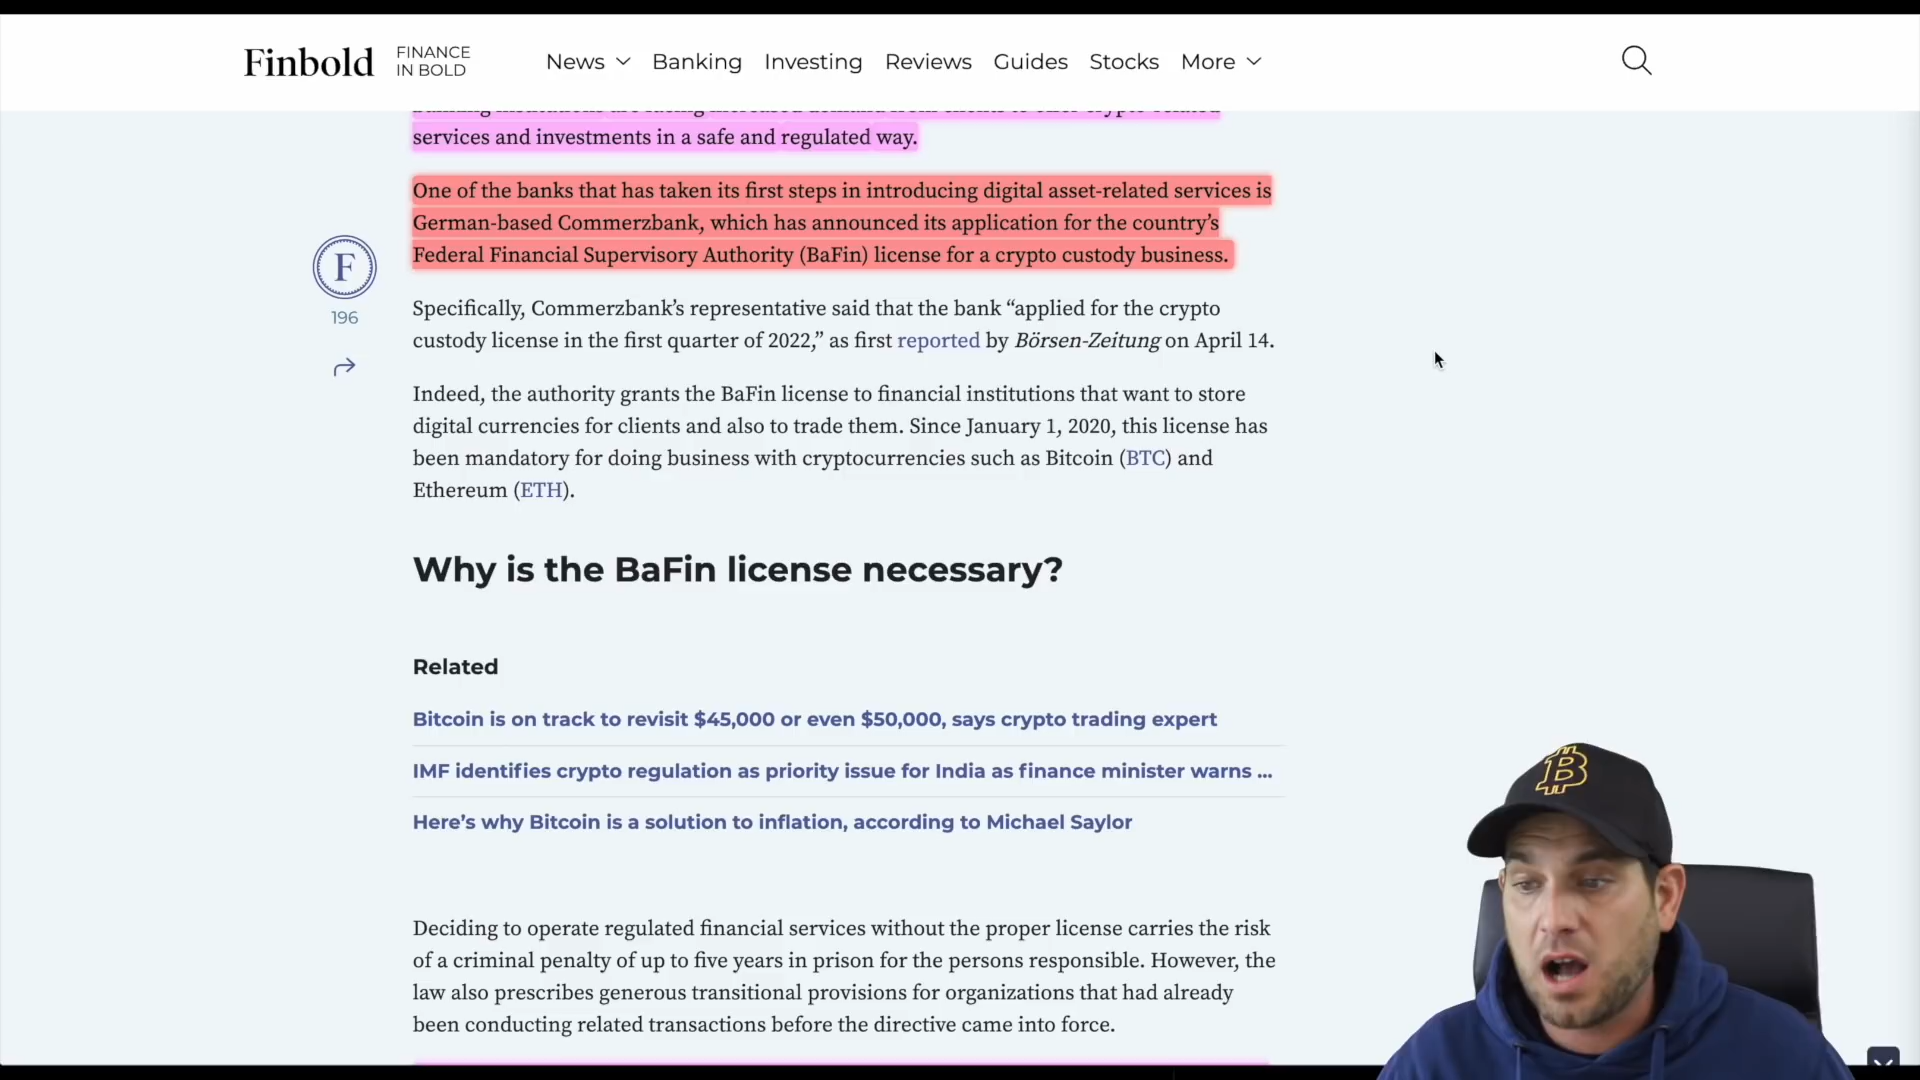 Finbold
FINANCE
IN BOLD
News
Banking
Investing
Reviews
Guides
Stocks
More
services and investments in a safe and regulated way.
One of the banks that has taken its first steps in introducing digital asset-related services is
German-based Commerzbank, which has announced its application for the country’s
Federal Financial Supervisory Authority (BaFin) license for a crypto custody business.
F
196
Specifically, Commerzbank’s representative said that the bank “applied for the crypto
custody license in the first quarter of 2022,” as first reported by Börsen-Zeitung on April 14.
Indeed, the authority grants the BaFin license to financial institutions that want to store
digital currencies for clients and also to trade them. Since January 1, 2020, this license has
been mandatory for doing business with cryptocurrencies such as Bitcoin (BTC) and
Ethereum (ETH).
Why is the BaFin license necessary?
Related
Bitcoin is on track to revisit $45,000 or even $50,000, says crypto trading expert
IMF identifies crypto regulation as priority issue for India as finance minister warns ...
Here’s why Bitcoin is a solution to inflation, according to Michael Saylor
Deciding to operate regulated financial services without the proper license carries the risk
of a criminal penalty of up to five years in prison for the persons responsible. However, the
law also prescribes generous transitional provisions for organizations that had already
been conducting related transactions before the directive came into force.